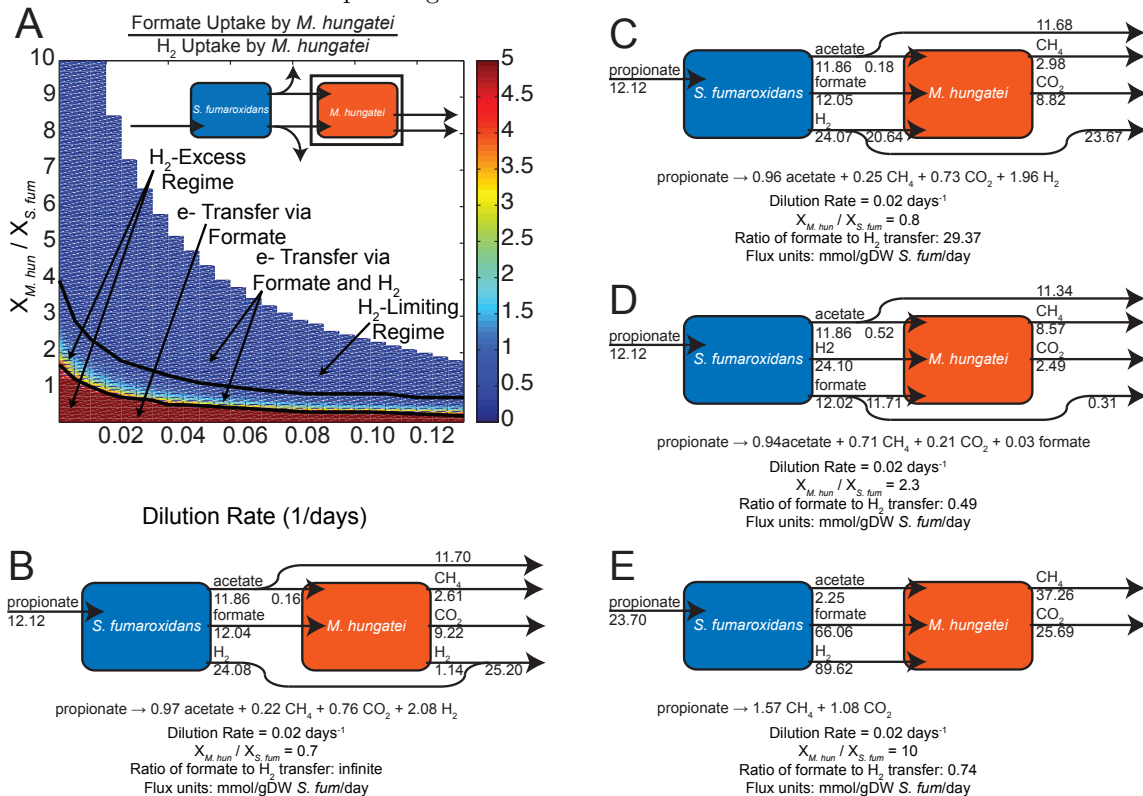 A
Formate Uptake by M. hungatei
H2 Uptake by M. hungatei
10
9
8
7
6
5
4
3
2
1
X M. hun / X S. fum
5
4.5
4
3.5
3
2.5
2
1.5
1
0.5
0
S. fumaroxidans
M. hungatei
H2-Excess
Regime
e- Transfer via
Formate
e- Transfer via
Formate and H2
H2-Limiting
Regime
0.02 0.04 0.06 0.08 0.10 0.12
Dilution Rate (1/days)
B
propionate
12.12
S. fumaroxidans
acetate
11.86 0.16
formate
12.04
H2
24.08
M. hungatei
11.70
CH4
2.61
CO2
9.22
H2
1.14 25.20
propionate → 0.97 acetate + 0.22 CH4 + 0.76 CO2 + 2.08 H2
Dilution Rate = 0.02 days-1
X M. hun / X S. fum = 0.7
Ratio of formate to H2 transfer: infinite
Flux units: mmol/gDW S. fum/day
C
propionate
12.12
S. fumaroxidans
acetate
11.86 0.18
formate
12.05
H2
24.07 20.64
M. hungatei
11.68
CH4
2.98
CO2
8.82
23.67
propionate → 0.96 acetate + 0.25 CH4 + 0.73 CO2 + 1.96 H2
Dilution Rate = 0.02 days-1
X M. hun / X S. fum = 0.8
Ratio of formate to H2 transfer: 29.37
Flux units: mmol/gDW S. fum/day
D
propionate
12.12
S. fumaroxidans
acetate
11.86 0.52
H2
24.10
formate
12.02 11.71
M. hungatei
11.34
CH4
8.57
CO2
2.49
0.31
propionate → 0.94acetate + 0.71 CH4 + 0.21 CO2 + 0.03 formate
Dilution Rate = 0.02 days-1
X M. hun / X S. fum = 2.3
Ratio of formate to H2 transfer: 0.49
Flux units: mmol/gDW S. fum/day
E
propionate
23.70
S. fumaroxidans
acetate
2.25
formate
66.06
H2
89.62
M. hungatei
CH4
37.26
CO2
25.69
propionate → 1.57 CH4 + 1.08 CO2
Dilution Rate = 0.02 days-1
X M. hun / X S. fum = 10
Ratio of formate to H2 transfer: 0.74
Flux units: mmol/gDW S. fum/day